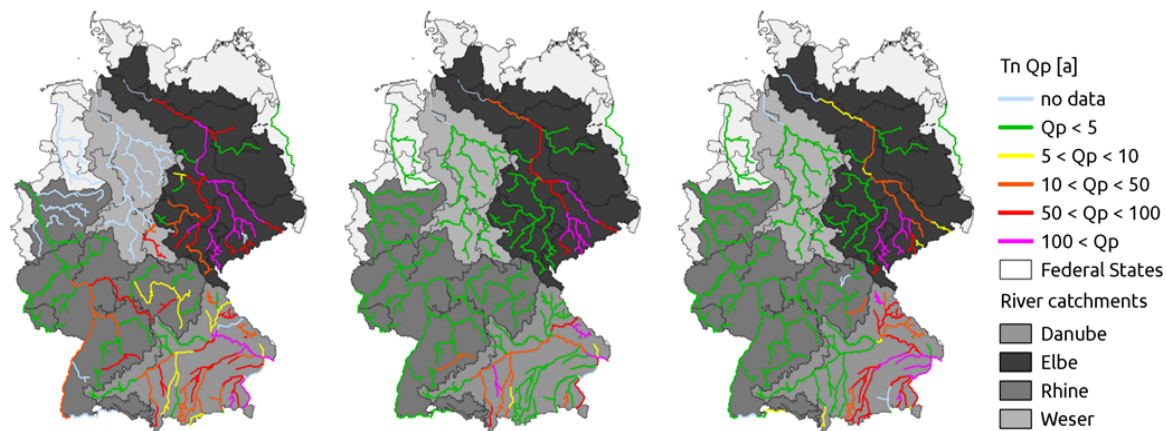 Tn Qp [a]
no data
Qp < 5
5 < Qp < 10
10 < Qp < 50
50 < Qp < 100
100 < Qp
Federal States
River catchments
Danube
Elbe
Rhine
Weser